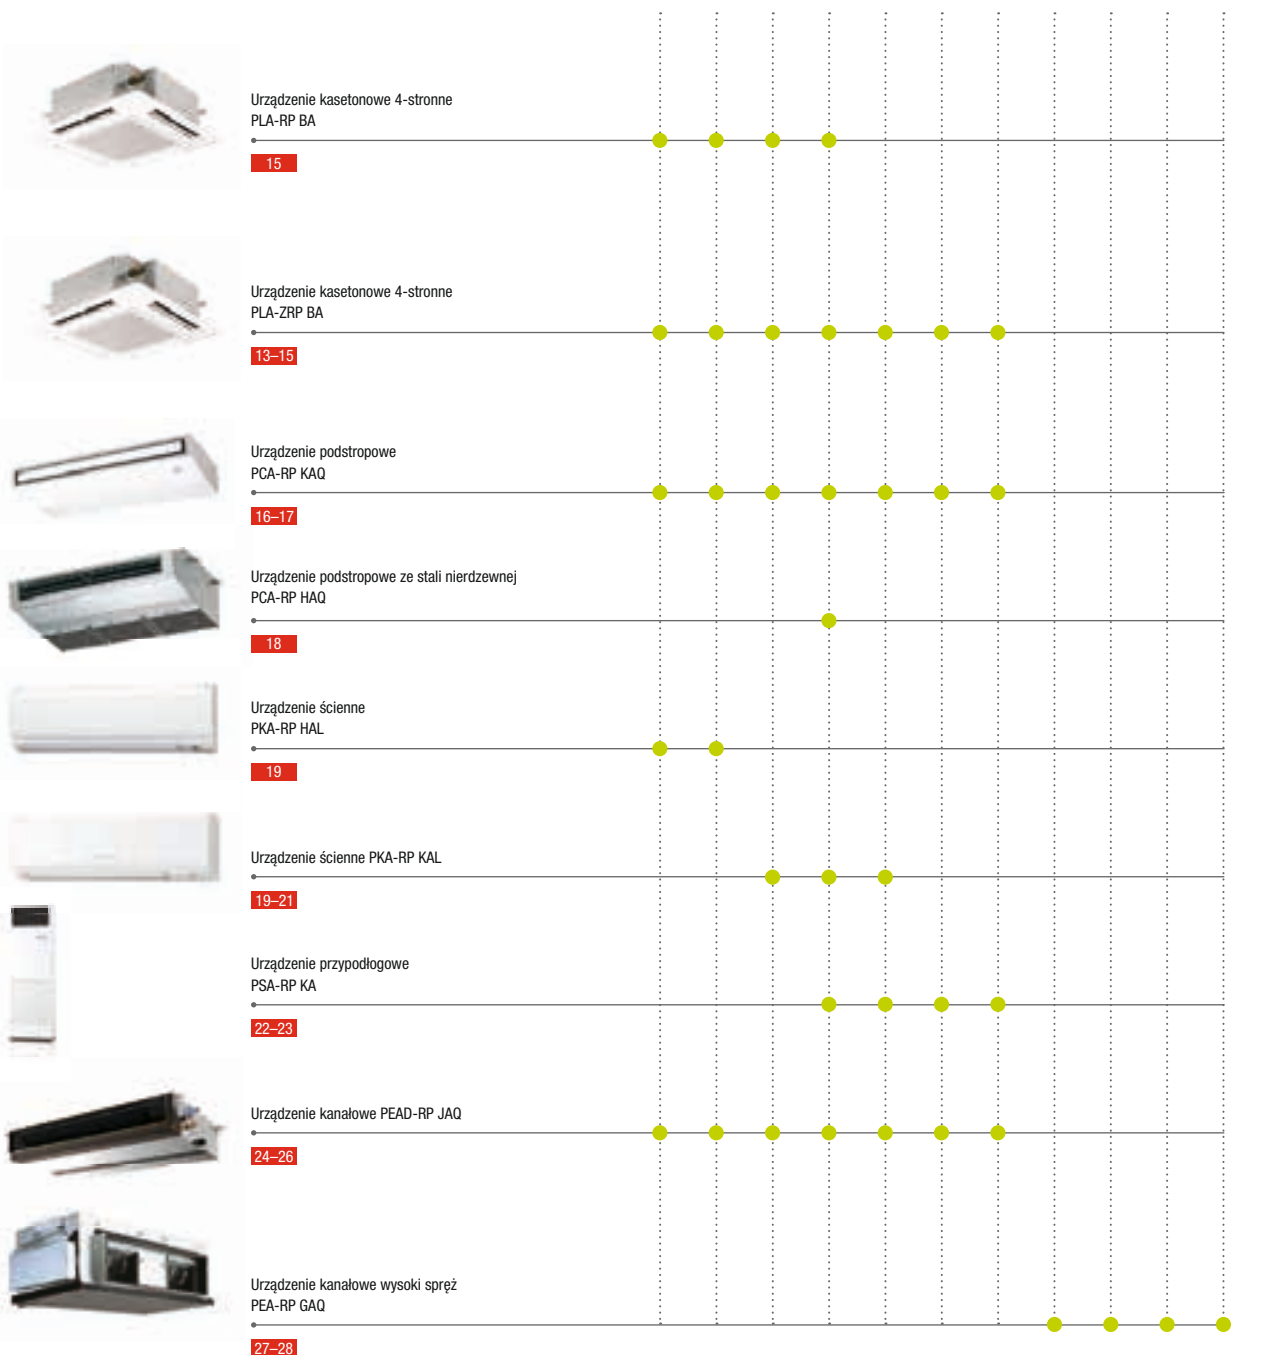 Urządzenie kasetonowe 4-stronne
PLA-RP BA
15
Urządzenie kasetonowe 4-stronne
PLA-ZRP BA
13–15
Urządzenie podstropowe
PCA-RP KAQ
16–17
Urządzenie podstropowe ze stali nierdzewnej
PCA-RP HAQ
18
Urządzenie ścienne
PKA-RP HAL
19
Urządzenie ścienne PKA-RP KAL
19–21
Urządzenie przypodłogowe
PSA-RP KA
22–23
Urządzenie kanałowe PEAD-RP JAQ
24–26
Urządzenie kanałowe wysoki spręż
PEA-RP GAQ
27–28